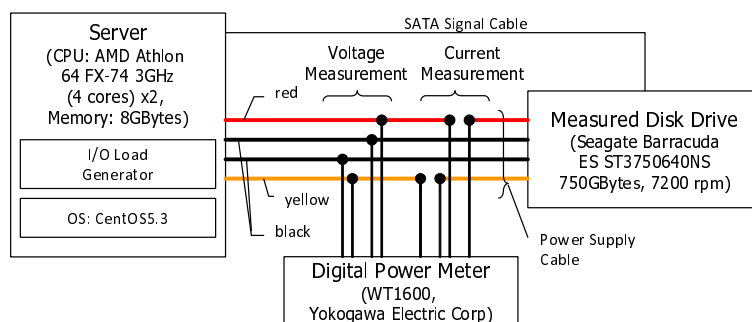 SATA Signal Cable
Server
(CPU: AMD Athlon
64 FX-74 3GHz
(4 cores) x2,
Memory: 8GBytes)
I/O Load
Generator
OS: CentOS5.3
Voltage
Measurement
Current
Measurement
red
yellow
black
Measured Disk Drive
(Seagate Barracuda
ES ST3750640NS
750GBytes, 7200 rpm)
Power Supply
Cable
Digital Power Meter
(WT1600,
Yokogawa Electric Corp)